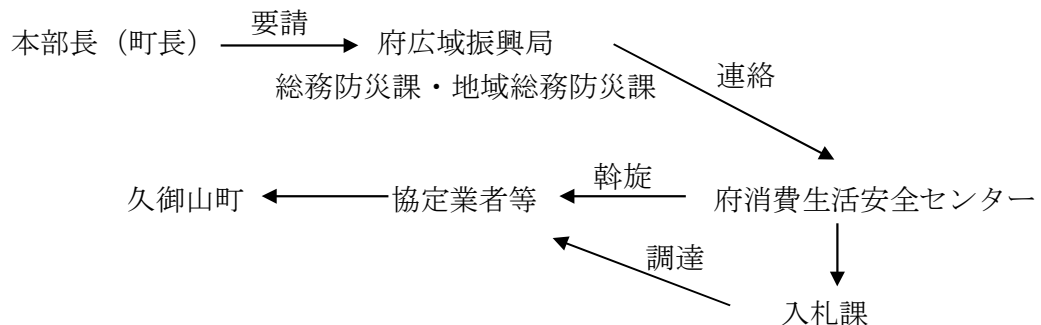 要請
本部長（町長） 府広域振興局
総務防災課・地域総務防災課
連絡
斡旋
久御山町 協定業者等 府消費生活安全センター
調達
入札課